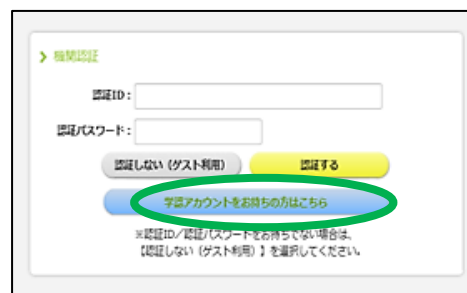 機関認証
認証ID：
認証パスワード：
認証しない（ゲスト利用） 認証する
学認アカウントをお持ちの方はこちら
※認証ID／認証パスワードをお持ちでない場合は、
【認証しない（ゲスト利用）】を選択してください。